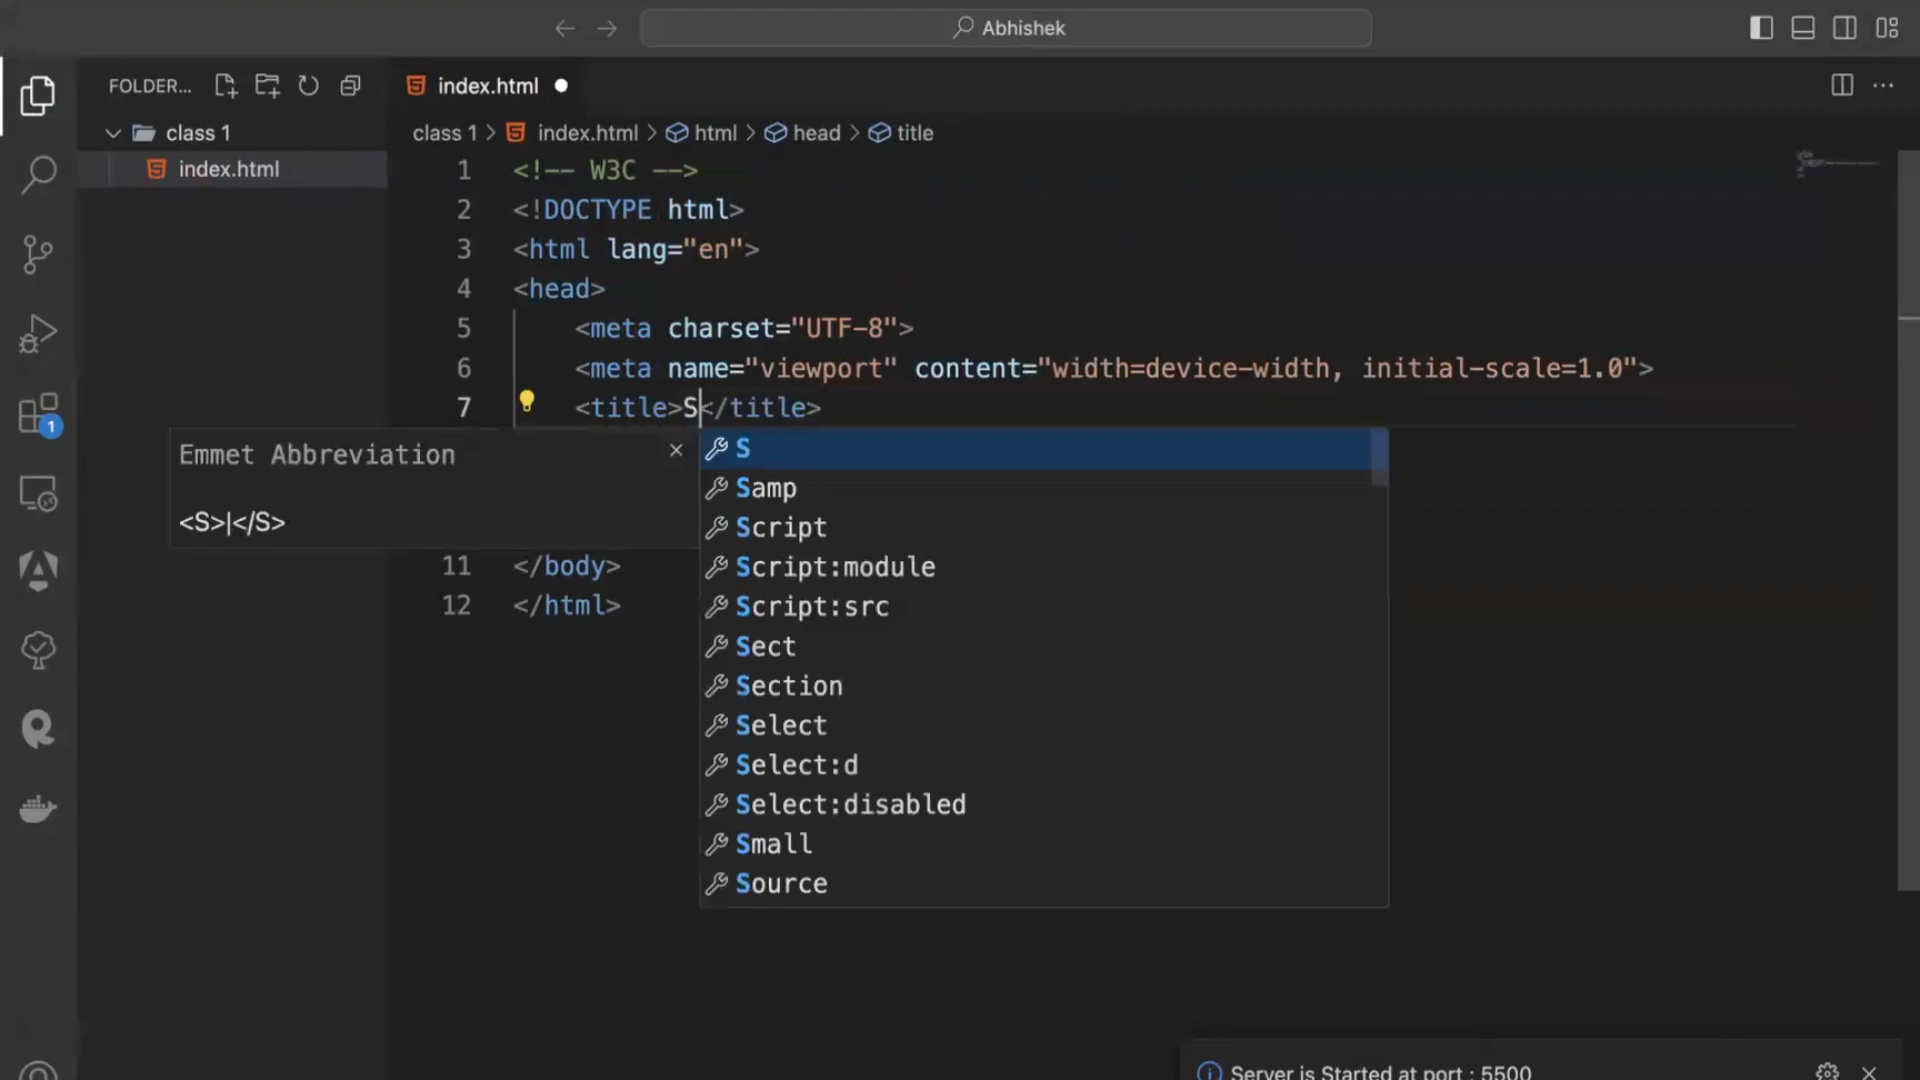 Abhishek
FOLDER...
index.html
class 1
index.html
class 1 > index.html > html > head > title
1 <!-- W3C -->
2 <!DOCTYPE html>
3 <html lang="en">
4 <head>
5 <meta charset="UTF-8">
6 <meta name="viewport" content="width=device-width, initial-scale=1.0">
7 <title>S</title>
Emmet Abbreviation
<S>|</S>
S
Samp
Script
Script:module
Script:src
Sect
Section
Select
Select:d
Select:disabled
Small
Source
11 </body>
12 </html>
1
Server is Started at port : 5500